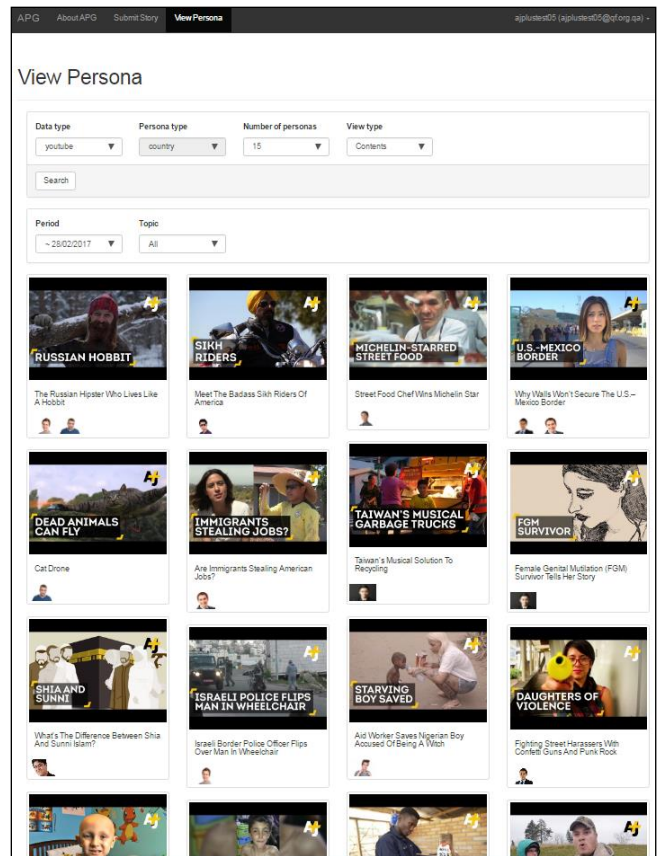 APG About APG Submit Story View Persona ajplustest05 (ajplustest05@qf.org.qa)
View Persona
Data type Persona type Number of personas View type
youtube country 15 Contents
Search
Period Topic
~ 28/02/2017 All
RUSSIAN HOBBIT
The Russian Hipster Who Lives Like
A Hobbit
SIKH
RIDERS
Meet The Badass Sikh Riders Of
America
MICHELIN-STARRED
STREET FOOD
Street Food Chef Wins Michelin Star
U.S.-MEXICO
BORDER
Why Walls Won't Secure The U.S.–
Mexico Border
DEAD ANIMALS
CAN FLY
Cat Drone
IMMIGRANTS
STEALING JOBS?
Are Immigrants Stealing American
Jobs?
TAIWAN'S MUSICAL
GARBAGE TRUCKS
Taiwan's Musical Solution To
Recycling
FGM
SURVIVOR
Female Genital Mutilation (FGM)
Survivor Tells Her Story
SHIA AND
SUNNI
What's The Difference Between Shia
And Sunni Islam?
ISRAELI POLICE FLIPS
MAN IN WHEELCHAIR
Israeli Border Police Officer Flips
Over Man In Wheelchair
STARVING
BOY SAVED
Aid Worker Saves Nigerian Boy
Accused Of Being A Witch
DAUGHTERS OF
VIOLENCE
Fighting Street Harassers With
Confetti Guns And Punk Rock